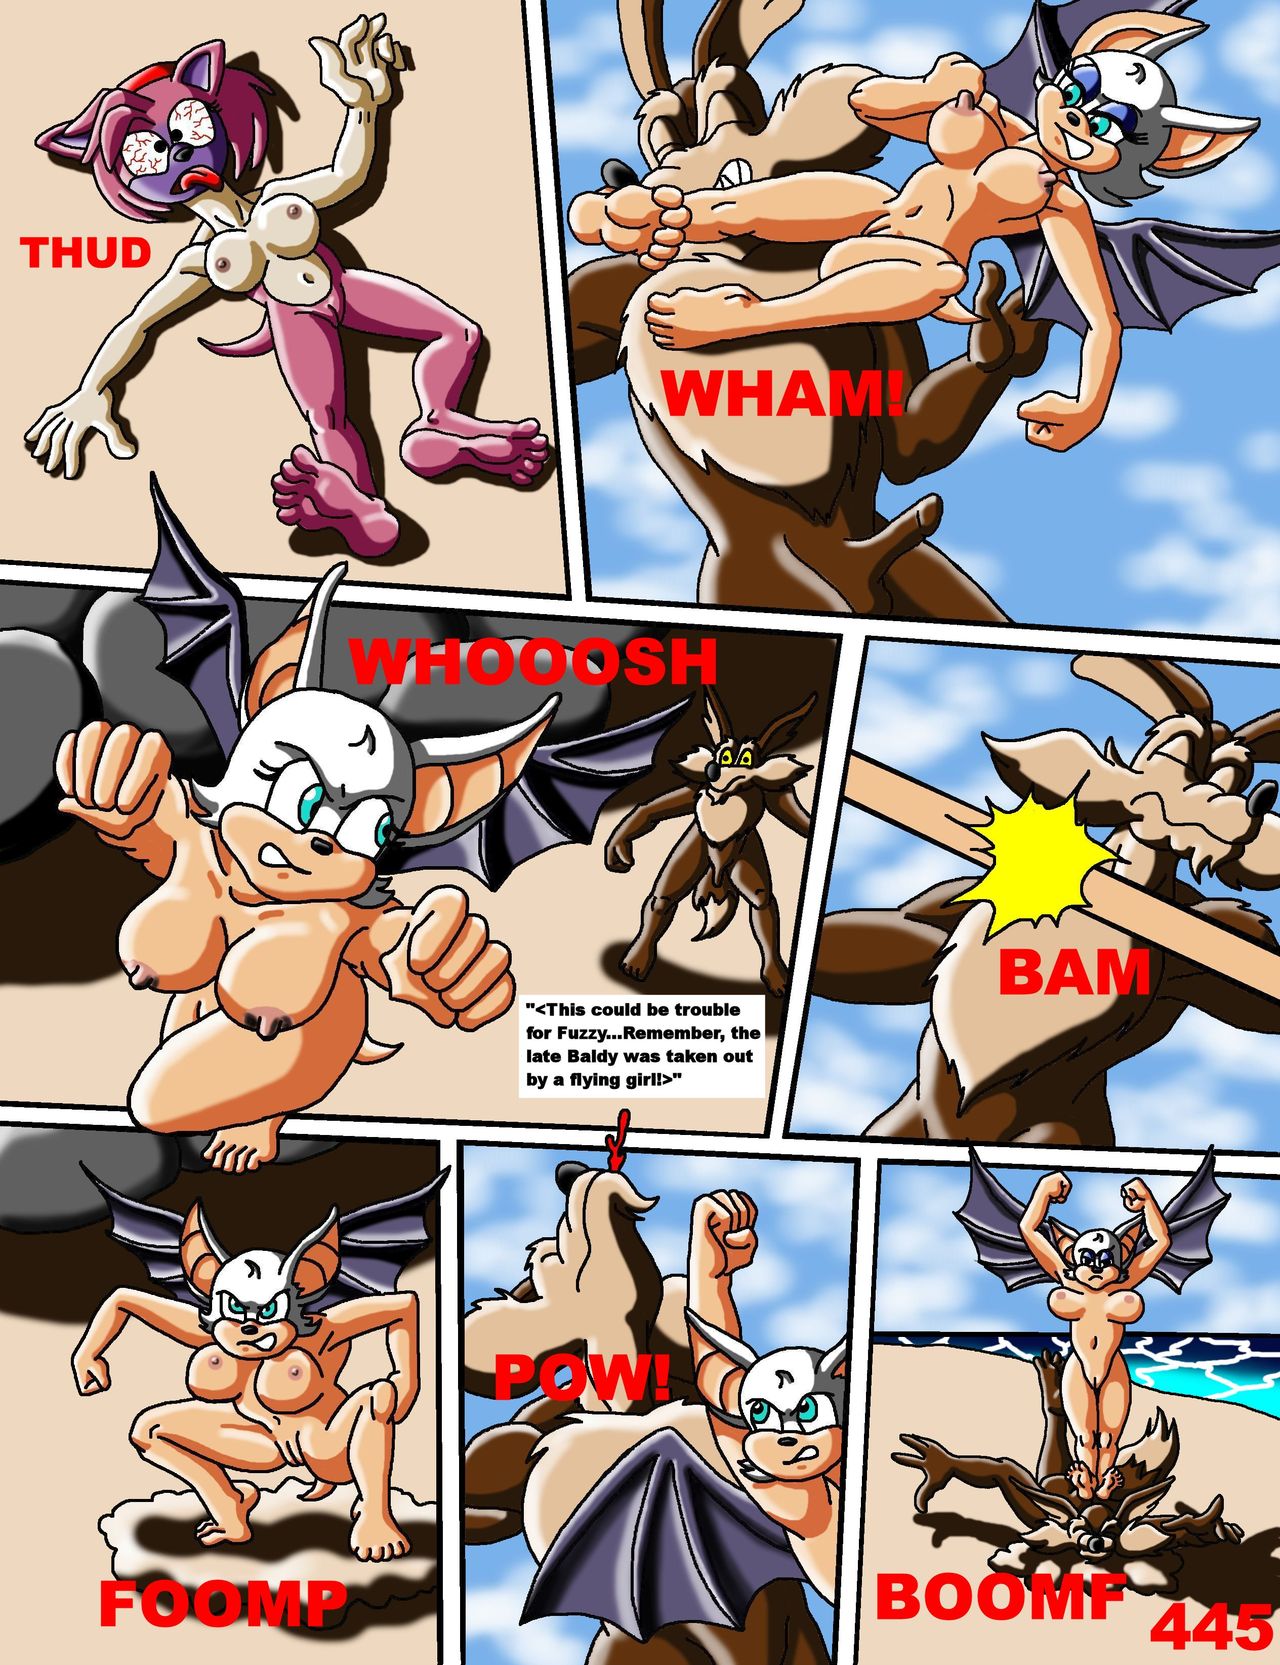 THUD
WHAM!
WHOOOSH
"<This could be trouble
for Fuzzy...Remember, the
late Baldy was taken out
by a flying girl!>"
BAM
FOOMP
POW!
BOOMF
445